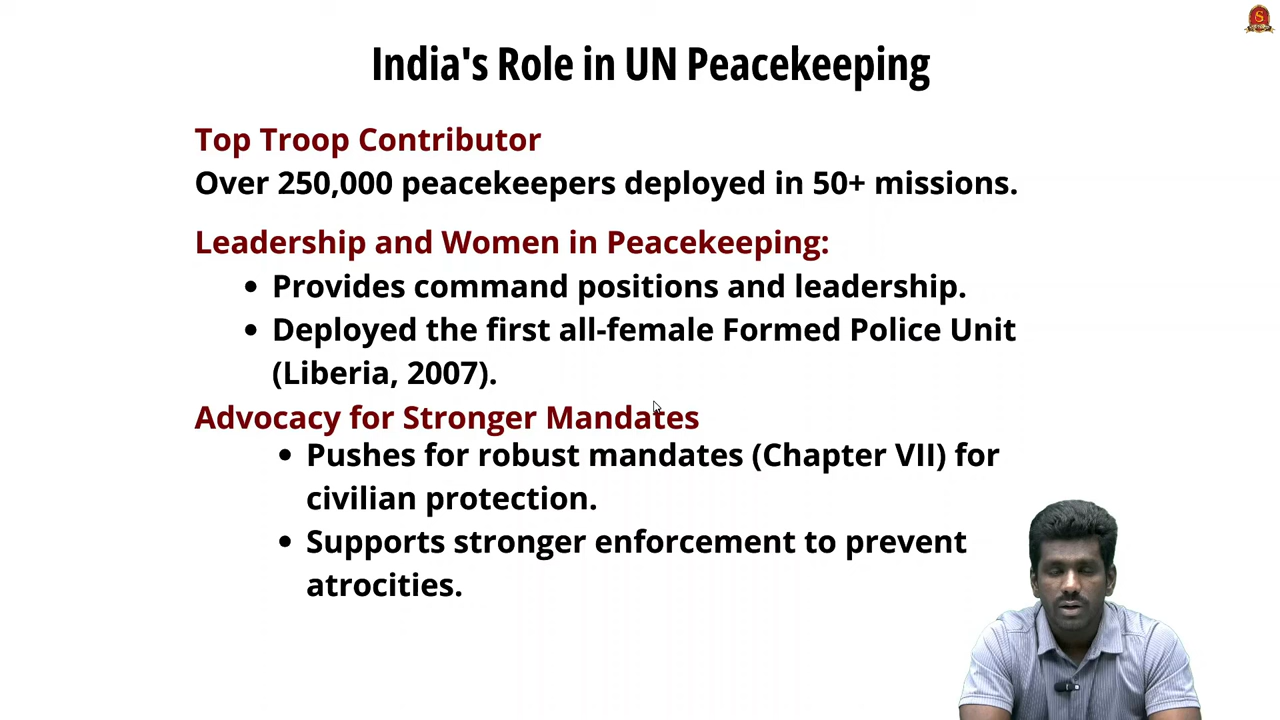 India's Role in UN Peacekeeping
Top Troop Contributor
Over 250,000 peacekeepers deployed in 50+ missions.
Leadership and Women in Peacekeeping:
• Provides command positions and leadership.
• Deployed the first all-female Formed Police Unit
(Liberia, 2007).
Advocacy for Stronger Mandates
• Pushes for robust mandates (Chapter VII) for
civilian protection.
• Supports stronger enforcement to prevent
atrocities.